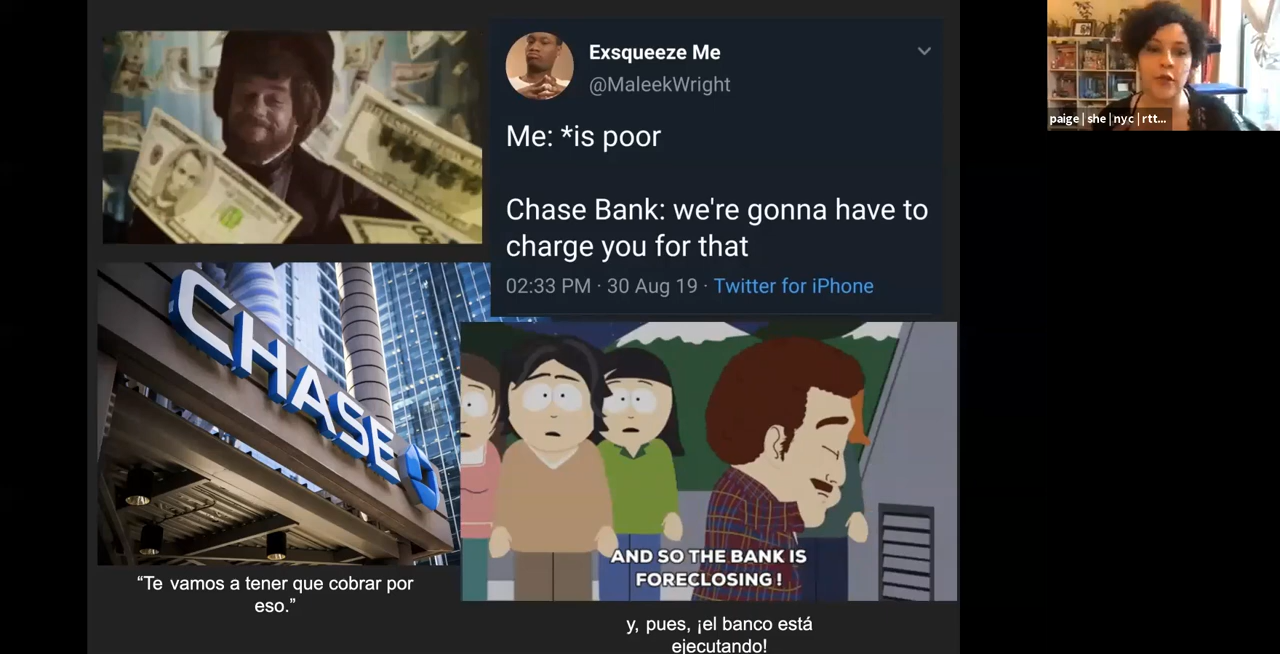 Exsqueeze Me
@MaleekWright
Me: *is poor
Chase Bank: we're gonna have to
charge you for that
02:33 PM · 30 Aug 19 · Twitter for iPhone
paige | she | nyc | rtt...
CHASE
“Te vamos a tener que cobrar por
eso.”
AND SO THE BANK IS
FORECLOSING !
y, pues, ¡el banco está
ejecutando!